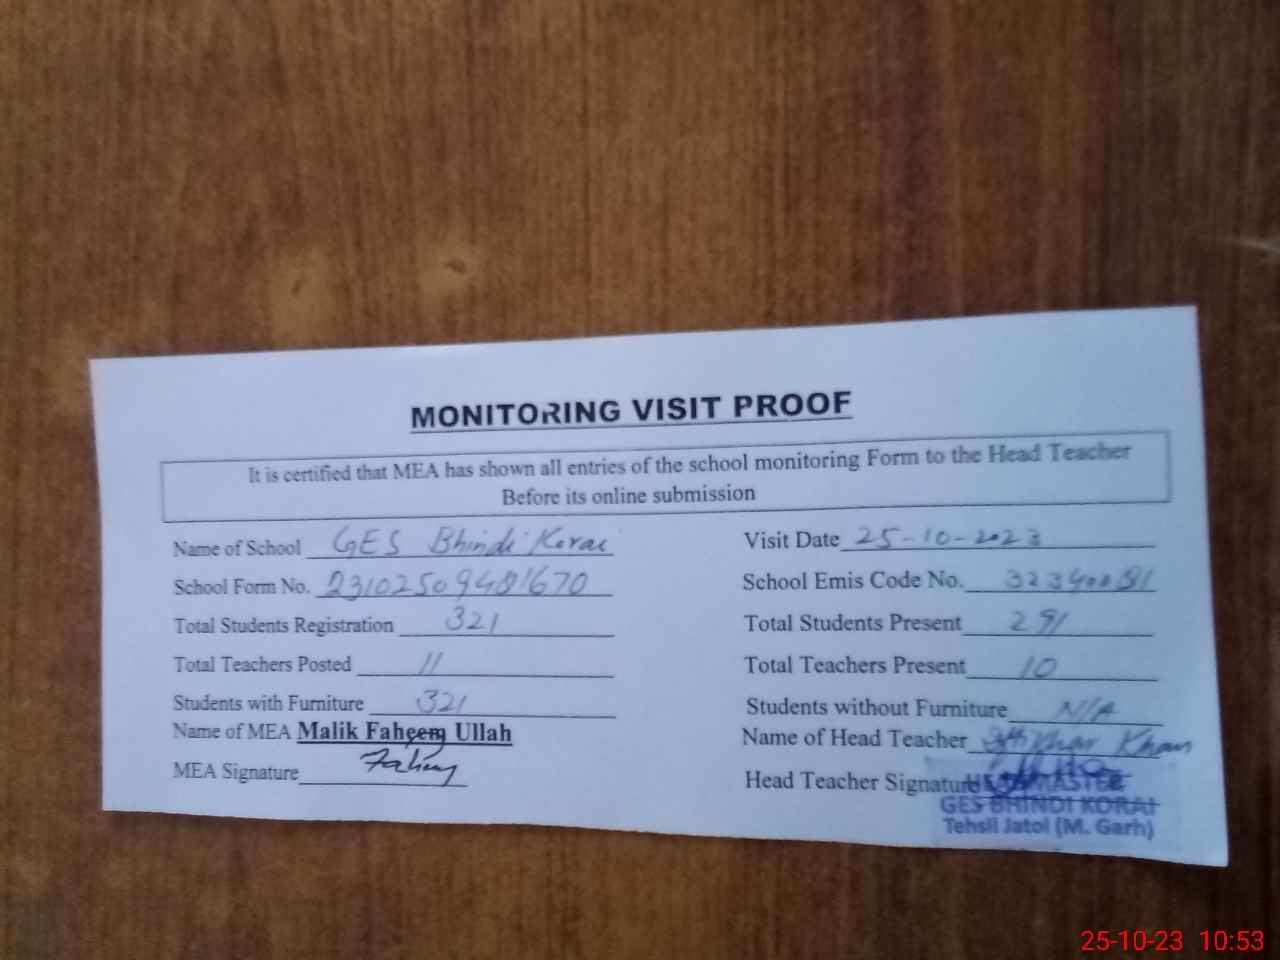 MONITORING VISIT PROOF
It is certified that MEA has shown all entries of the school monitoring Form to the Head Teacher
Before its online submission
Name of School GES Bhindi Korai
Visit Date 25-10-2023
School Form No. 23102509481670
School Emis Code No. 32340081
Total Students Registration 321
Total Students Present 291
Total Teachers Posted 11
Total Teachers Present 10
Students with Furniture 321
Students without Furniture N/A
Name of MEA Malik Faheem Ullah
Name of Head Teacher Iftikhar Khan
MEA Signature Faheem
Head Teacher Signature
HEADMASTER
GES BHINDI KORAI
Tehsil Jatoi (M. Garh)
25-10-23 10:53